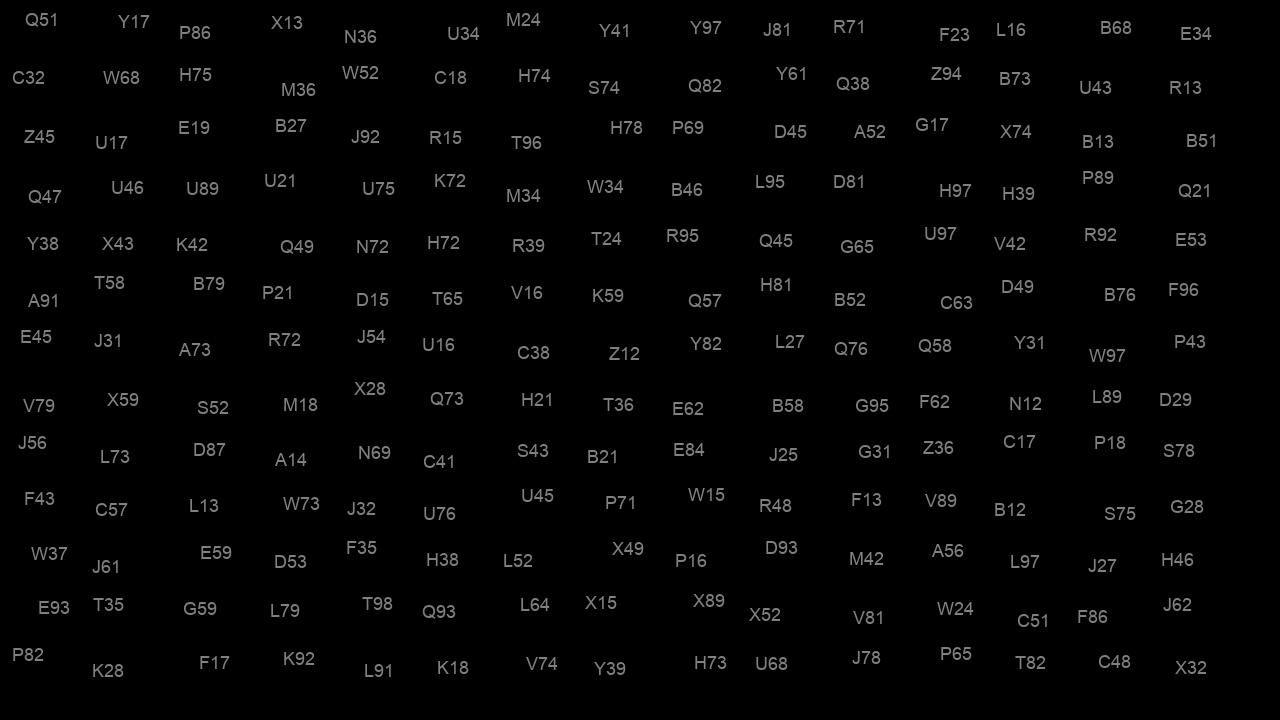 Q51 Y17 P86 X13 N36 U34 M24 Y41 Y97 J81 R71 F23 L16 B68 E34
C32 W68 H75 M36 W52 C18 H74 S74 Q82 Y61 Q38 Z94 B73 U43 R13
Z45 U17 E19 B27 J92 R15 T96 H78 P69 D45 A52 G17 X74 B13 B51
Q47 U46 U89 U21 U75 K72 M34 W34 B46 L95 D81 H97 H39 P89 Q21
Y38 X43 K42 Q49 N72 H72 R39 T24 R95 Q45 G65 U97 V42 R92 E53
A91 T58 B79 P21 D15 T65 V16 K59 Q57 H81 B52 C63 D49 B76 F96
E45 J31 A73 R72 J54 U16 C38 Z12 Y82 L27 Q76 Q58 Y31 W97 P43
V79 X59 S52 M18 X28 Q73 H21 T36 E62 B58 G95 F62 N12 L89 D29
J56 L73 D87 A14 N69 C41 S43 B21 E84 J25 G31 Z36 C17 P18 S78
F43 C57 L13 W73 J32 U76 U45 P71 W15 R48 F13 V89 B12 S75 G28
W37 J61 E59 D53 F35 H38 L52 X49 P16 D93 M42 A56 L97 J27 H46
E93 T35 G59 L79 T98 Q93 L64 X15 X89 X52 V81 W24 C51 F86 J62
P82 K28 F17 K92 L91 K18 V74 Y39 H73 U68 J78 P65 T82 C48 X32